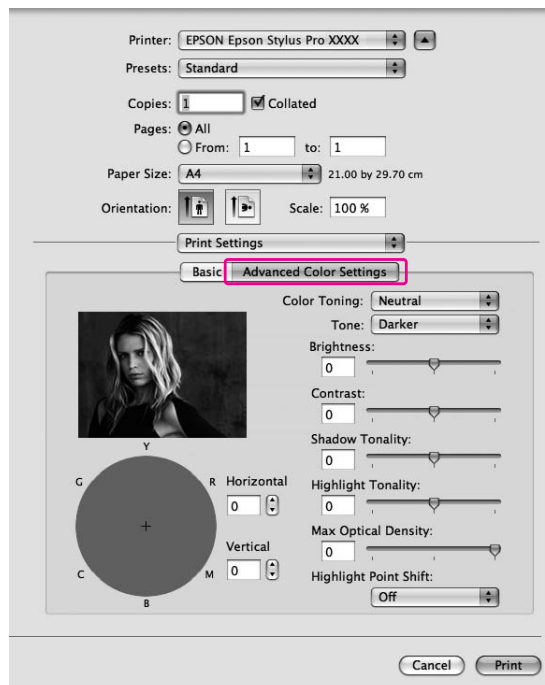 Printer: EPSON Epson Stylus Pro XXXX
Presets: Standard
Copies: 1 Collated
Pages: All
From: 1 to: 1
Paper Size: A4 21.00 by 29.70 cm
Orientation: Scale: 100 %
Print Settings
Basic Advanced Color Settings
Color Toning: Neutral
Tone: Darker
Brightness:
0
Contrast:
0
Shadow Tonality:
0
Highlight Tonality:
0
Max Optical Density:
0
Highlight Point Shift:
Off
Y
G R
C M
B
Horizontal
0
Vertical
0
Cancel Print